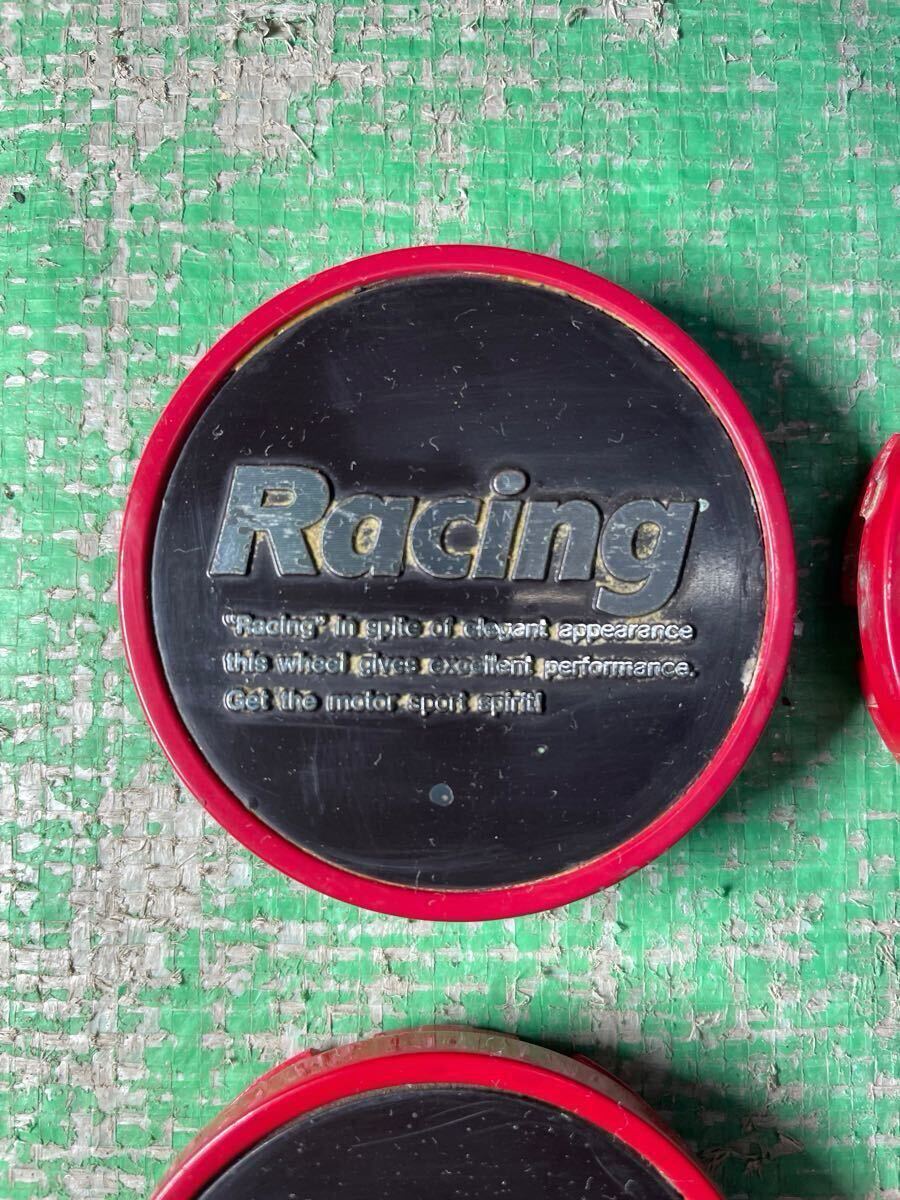 Racing
"Racing" in spite of elegant appearance
this wheel gives excellent performance.
Get the motor sport spirit!